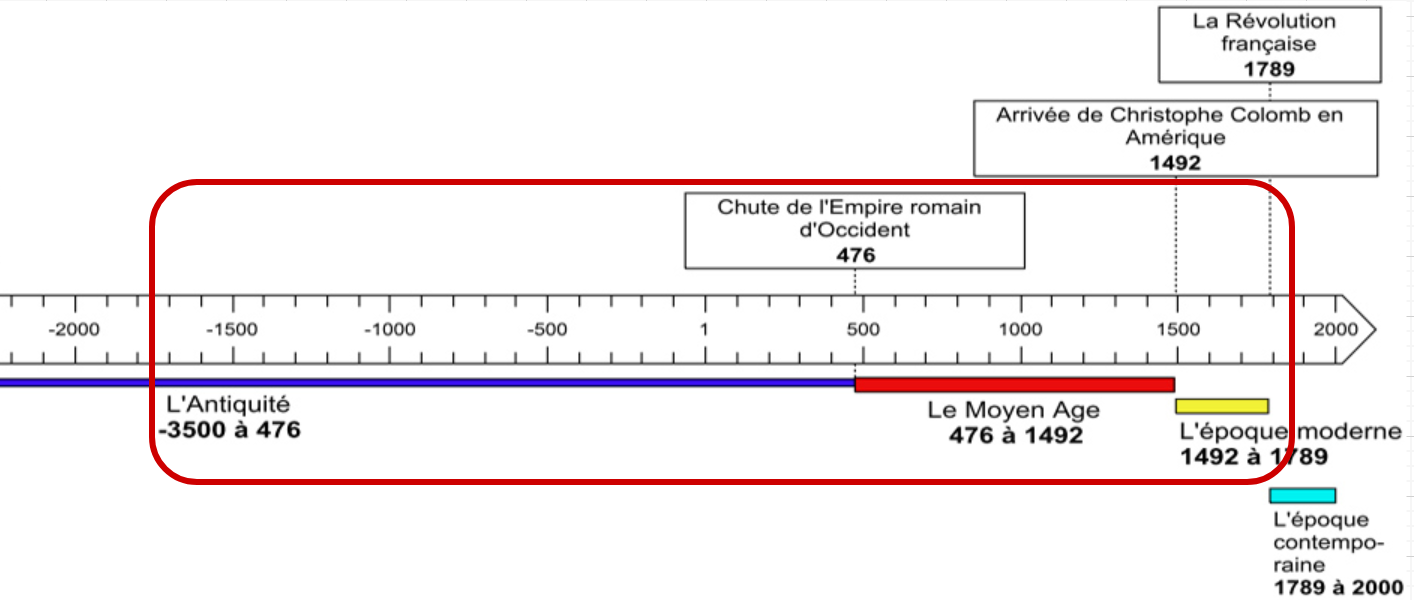 La Révolution
française
1789
Arrivée de Christophe Colomb en
Amérique
1492
Chute de l'Empire romain
d'Occident
476
-2000 -1500 -1000 -500 1 500 1000 1500 2000
L'Antiquité
-3500 à 476
Le Moyen Age
476 à 1492
L'époque moderne
1492 à 1789
L'époque
contempo-
raine
1789 à 2000